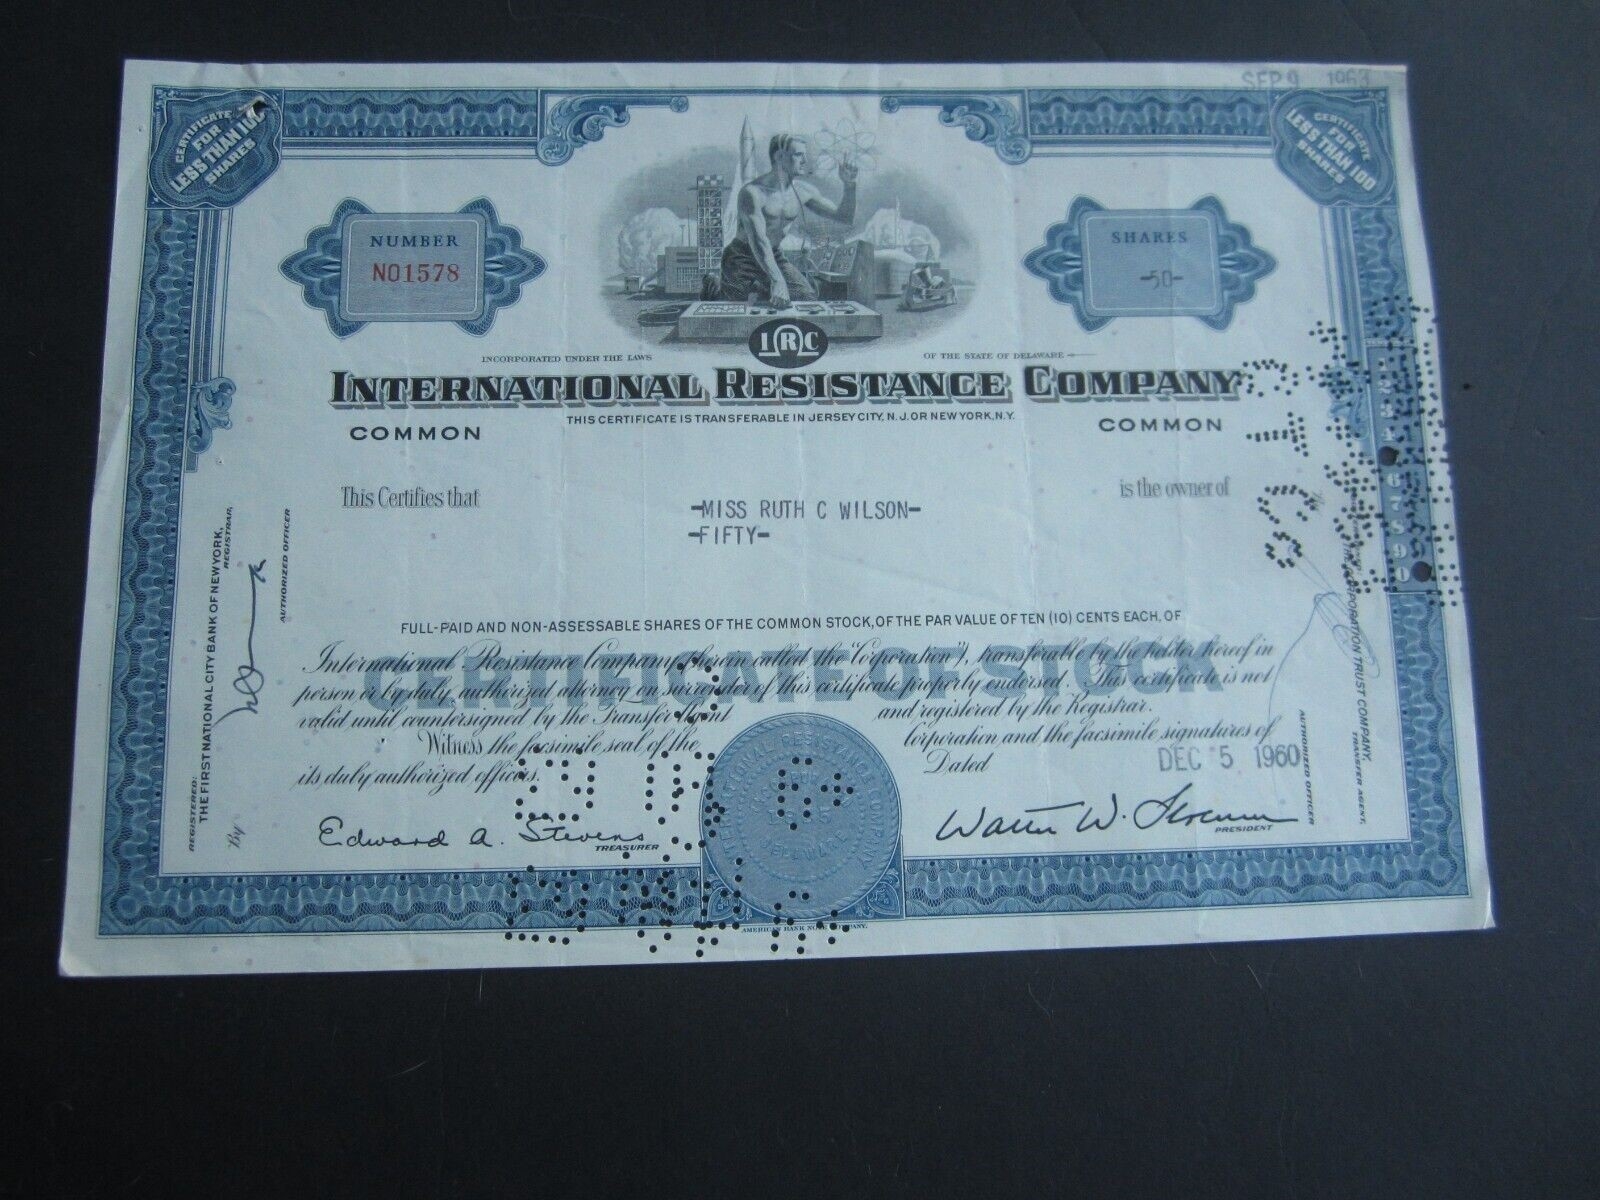 SEP 9 1963
CERTIFICATE
FOR
LESS THAN 100
SHARES
CERTIFICATE
FOR
LESS THAN 100
SHARES
NUMBER
NO1578
SHARES
-50-
IRC
INCORPORATED UNDER THE LAWS OF THE STATE OF DELAWARE
INTERNATIONAL RESISTANCE COMPANY
THIS CERTIFICATE IS TRANSFERABLE IN JERSEY CITY, N.J. OR NEW YORK, N.Y.
COMMON
COMMON
This Certifies that
-MISS RUTH C WILSON-
-FIFTY-
is the owner of
FULL-PAID AND NON-ASSESSABLE SHARES OF THE COMMON STOCK, OF THE PAR VALUE OF TEN (10) CENTS EACH, OF
CERTIFICATE STOCK
International Resistance Company (herein called the "Corporation"), transferable by the holder hereof in
person or by duly authorized attorney on surrender of this certificate properly endorsed. This certificate is not
valid until countersigned by the Transfer Agent and registered by the Registrar.
Witness the facsimile seal of the Corporation and the facsimile signatures of
its duly authorized officers.
Dated
DEC 5 1960
Edward A. Stevens
TREASURER
PRESIDENT
INTERNATIONAL RESISTANCE COMPANY
DELAWARE
AMERICAN BANK NOTE COMPANY.
REGISTERED:
THE FIRST NATIONAL CITY BANK OF NEW YORK,
REGISTRAR,
By
AUTHORIZED OFFICER
CORPORATION TRUST COMPANY,
TRANSFER AGENT,
AUTHORIZED OFFICER